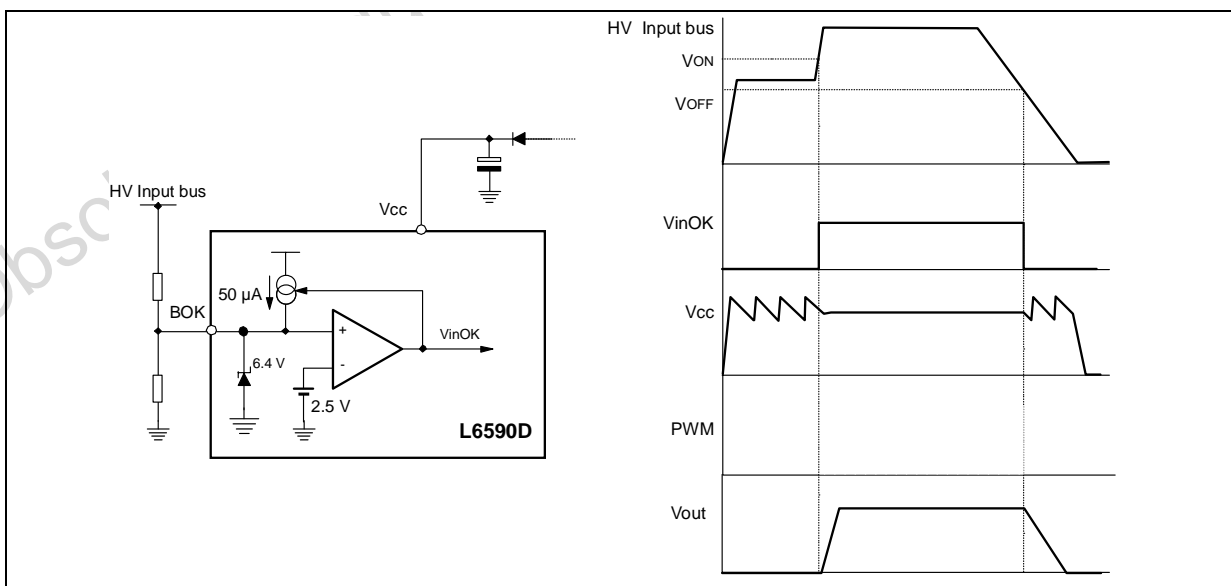 HV Input bus
Vcc
50 µA
BOK
6.4 V
+
-
2.5 V
VinOK
L6590D
HV Input bus
VON
VOFF
VinOK
Vcc
PWM
Vout